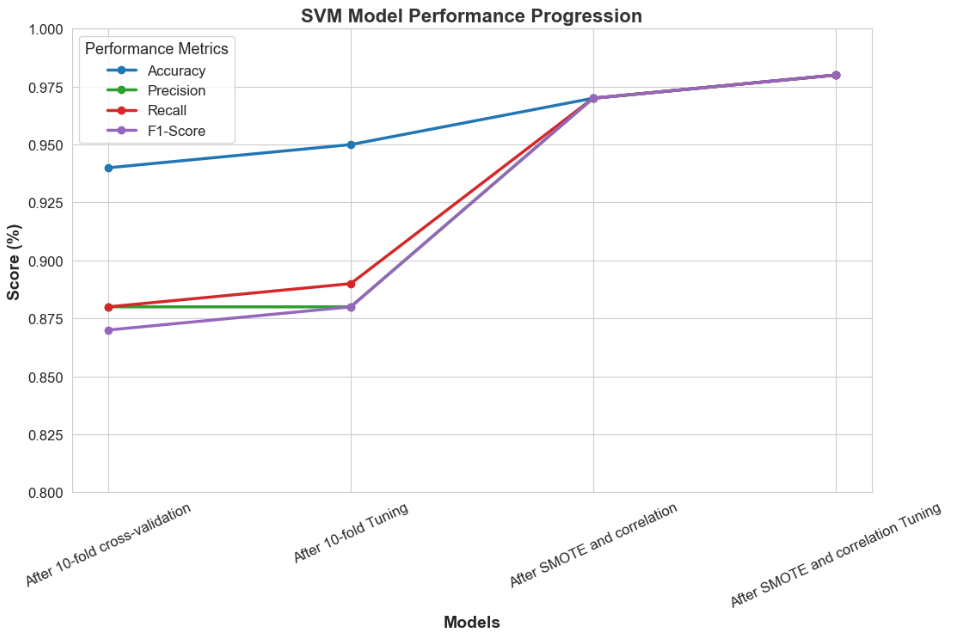 SVM Model Performance Progression
1.000
0.975
0.950
0.925
0.900
0.875
0.850
0.825
0.800
Score (%)
Performance Metrics
Accuracy
Precision
Recall
F1-Score
After 10-fold cross-validation
After 10-fold Tuning
After SMOTE and correlation
After SMOTE and correlation Tuning
Models